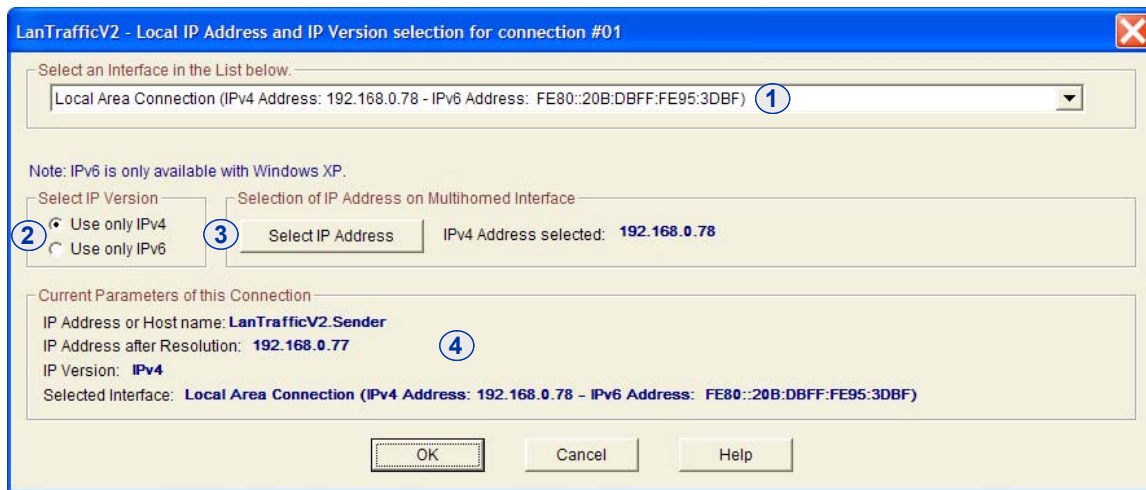 LanTrafficV2 - Local IP Address and IP Version selection for connection #01
Select an Interface in the List below.
Local Area Connection (IPv4 Address: 192.168.0.78 - IPv6 Address: FE80::20B:DBFF:FE95:3DBF) 1
Note: IPv6 is only available with Windows XP.
Select IP Version
2 Use only IPv4
Use only IPv6
Selection of IP Address on Multihomed Interface
3 Select IP Address IPv4 Address selected: 192.168.0.78
Current Parameters of this Connection
IP Address or Host name: LanTrafficV2.Sender
IP Address after Resolution: 192.168.0.77 4
IP Version: IPv4
Selected Interface: Local Area Connection (IPv4 Address: 192.168.0.78 - IPv6 Address: FE80::20B:DBFF:FE95:3DBF)
OK Cancel Help